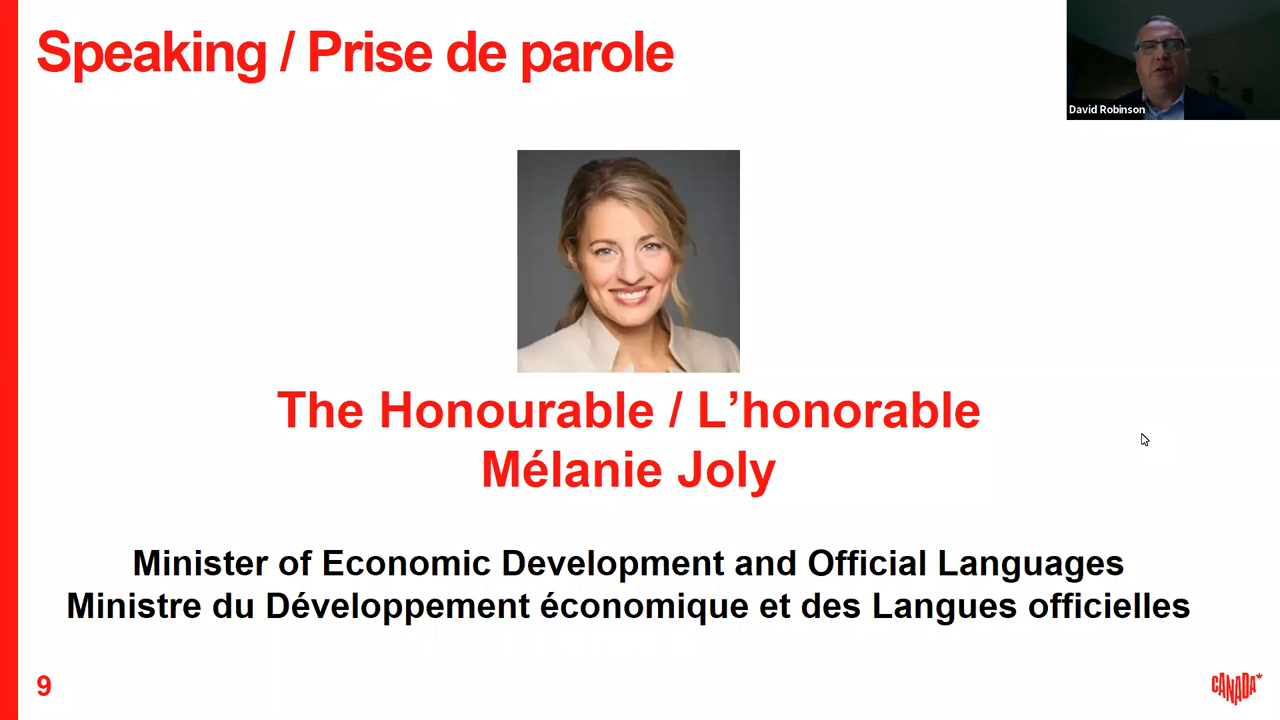 Speaking / Prise de parole
David Robinson
The Honourable / L’honorable
Mélanie Joly
Minister of Economic Development and Official Languages
Ministre du Développement économique et des Langues officielles
9
CANADA